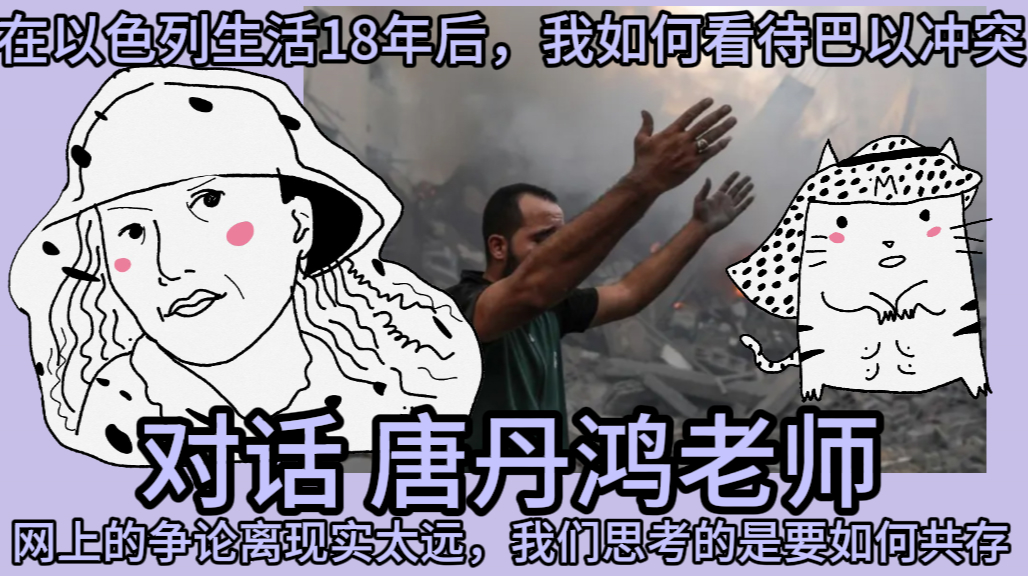 在以色列生活18年后，我如何看待巴以冲突
M
对话 唐丹鸿老师
网上的争论离现实太远，我们思考的是要如何共存